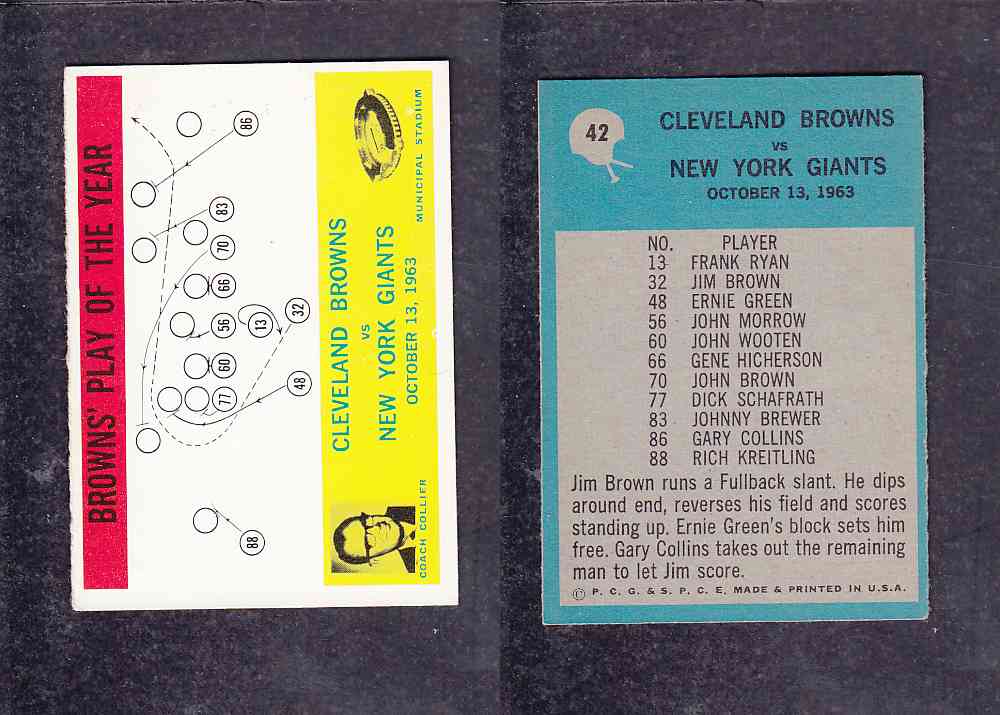 BROWNS' PLAY OF THE YEAR
86
83
70
66
56
13
32
60
77
48
88
CLEVELAND BROWNS
vs
NEW YORK GIANTS
OCTOBER 13, 1963
MUNICIPAL STADIUM
COACH COLLIER
42
CLEVELAND BROWNS
vs
NEW YORK GIANTS
OCTOBER 13, 1963
NO. PLAYER
13 FRANK RYAN
32 JIM BROWN
48 ERNIE GREEN
56 JOHN MORROW
60 JOHN WOOTEN
66 GENE HICHERSON
70 JOHN BROWN
77 DICK SCHAFRATH
83 JOHNNY BREWER
86 GARY COLLINS
88 RICH KREITLING
Jim Brown runs a Fullback slant. He dips
around end, reverses his field and scores
standing up. Ernie Green's block sets him
free. Gary Collins takes out the remaining
man to let Jim score.
© P. C. G. & S. P. C. E, MADE & PRINTED IN U.S.A.